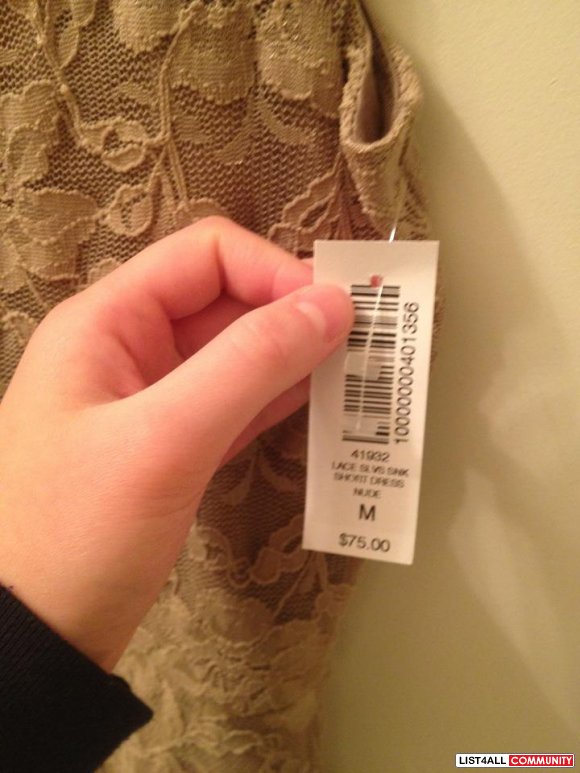 1000000401356
41932
LACE SLVS SNK
SHORT DRESS
NUDE
M
$75.00
LIST4ALL COMMUNITY